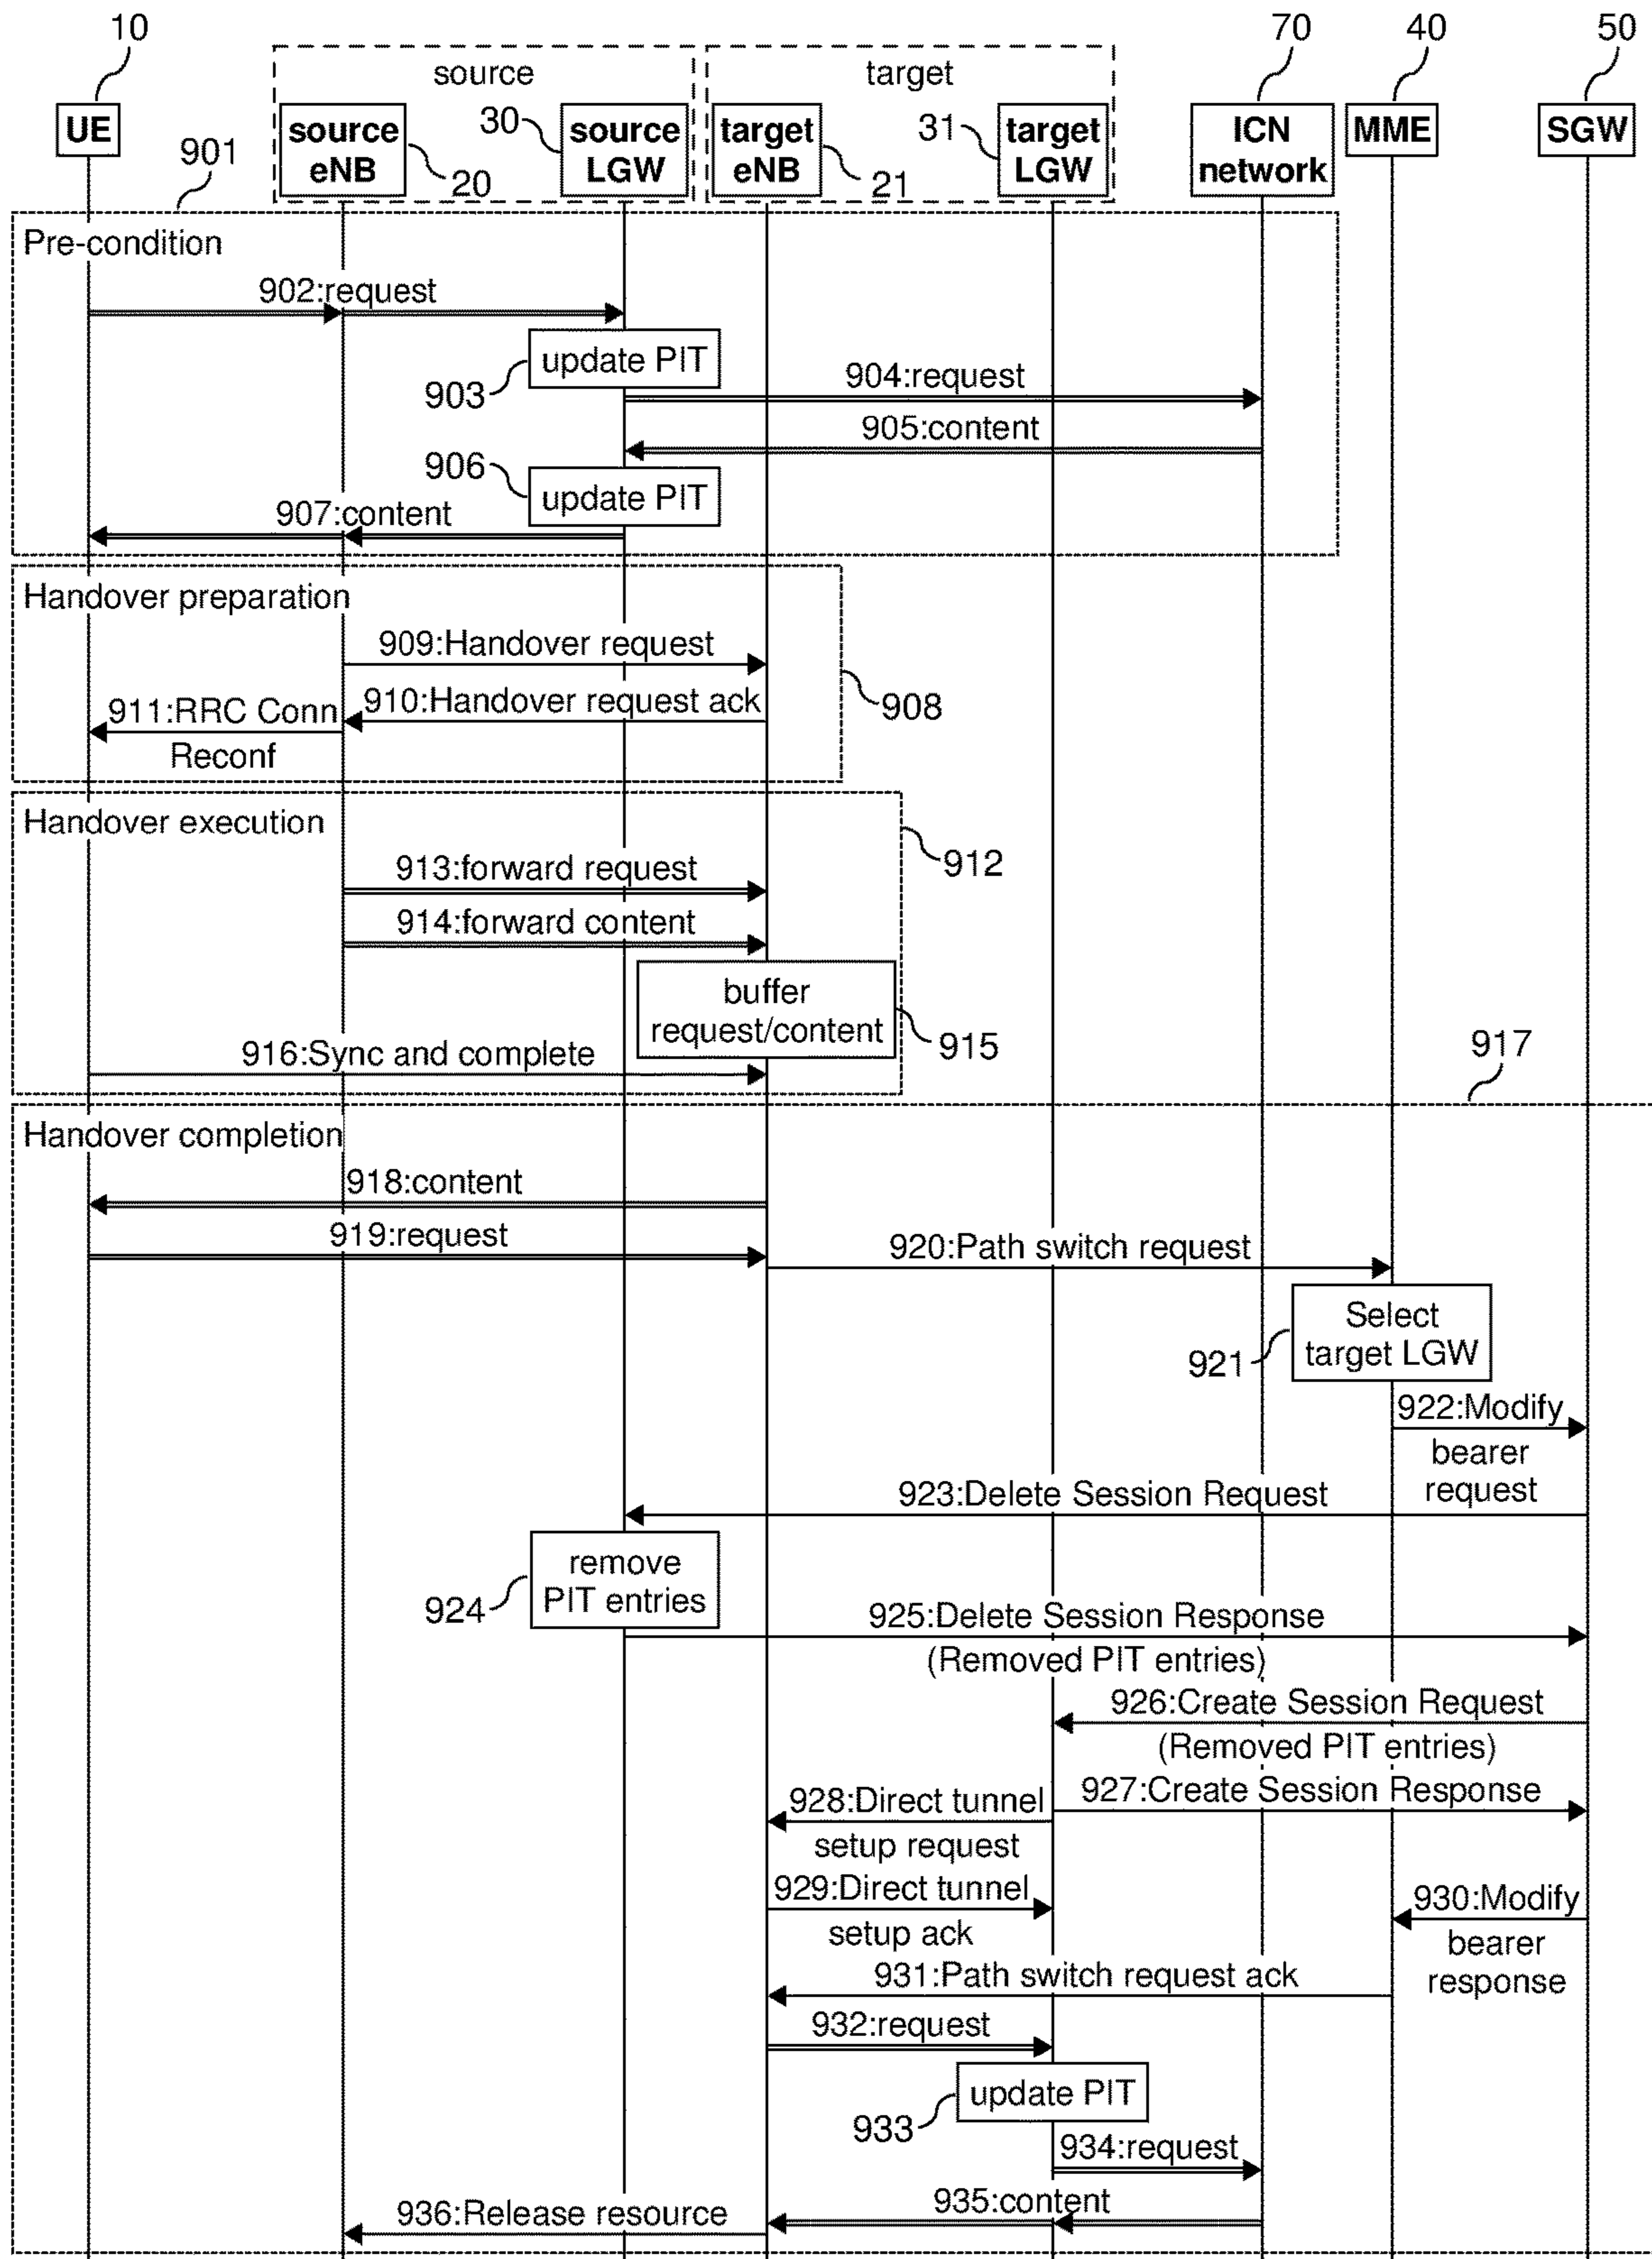 10
70
40
50
source
target
UE
source
eNB
20
30
source
LGW
target
eNB
21
31
target
LGW
ICN
network
MME
SGW
901
Pre-condition
902:request
update PIT
903
904:request
905:content
906
update PIT
907:content
Handover preparation
909:Handover request
910:Handover request ack
908
911:RRC Conn
Reconf
Handover execution
912
913:forward request
914:forward content
buffer
request/content
915
916:Sync and complete
917
Handover completion
918:content
919:request
920:Path switch request
Select
target LGW
921
922:Modify
bearer
request
923:Delete Session Request
remove
PIT entries
924
925:Delete Session Response
(Removed PIT entries)
926:Create Session Request
(Removed PIT entries)
927:Create Session Response
928:Direct tunnel
setup request
929:Direct tunnel
setup ack
930:Modify
bearer
response
931:Path switch request ack
932:request
update PIT
933
934:request
935:content
936:Release resource